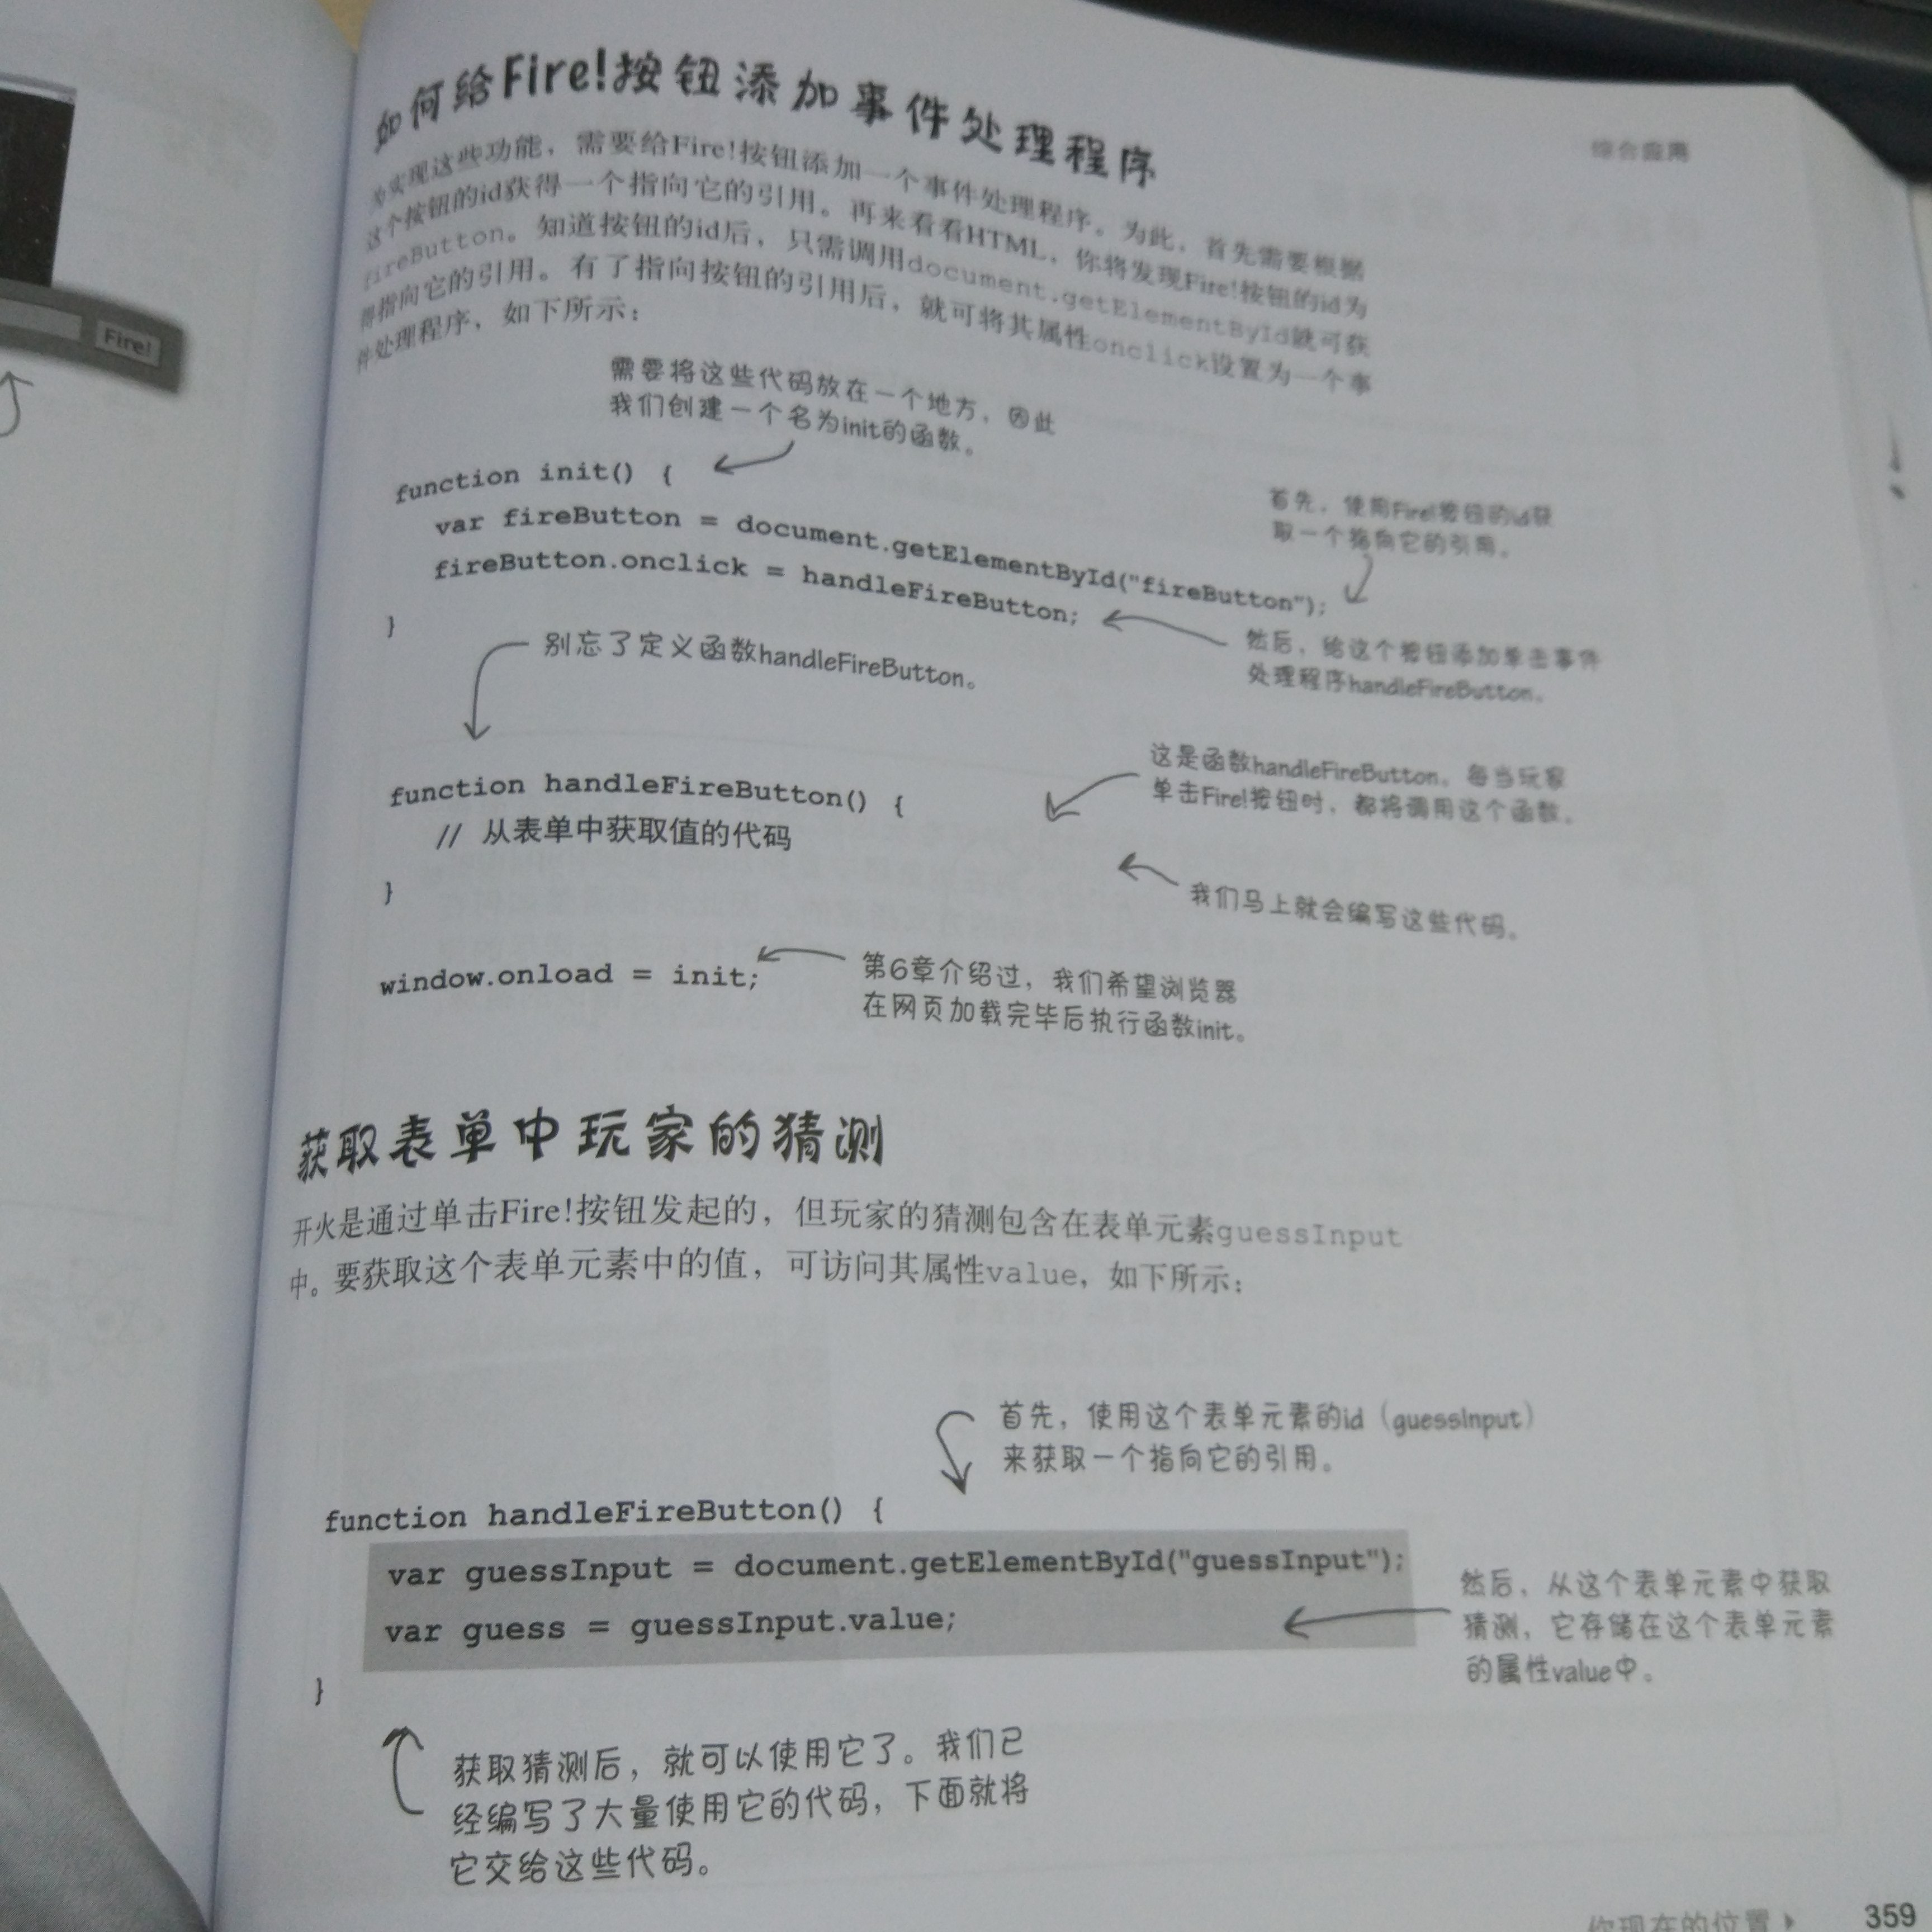 Fire!
综合应用
如何给Fire!按钮添加事件处理程序
为实现这些功能，需要给Fire!按钮添加一个事件处理程序。为此，首先需要根据
这个按钮的id获得一个指向它的引用。再来看看HTML，你将发现Fire!按钮的id为
fireButton。知道按钮的id后，只需调用document.getElementById就可获
得指向它的引用。有了指向按钮的引用后，就可将其属性onclick设置为一个事
件处理程序，如下所示：
需要将这些代码放在一个地方，因此
我们创建一个名为init的函数。
function init() {
var fireButton = document.getElementById("fireButton");
fireButton.onclick = handleFireButton;
}
首先，使用Fire!按钮的id获
取一个指向它的引用。
然后，给这个按钮添加单击事件
处理程序handleFireButton。
别忘了定义函数handleFireButton。
function handleFireButton() {
// 从表单中获取值的代码
}
这是函数handleFireButton。每当玩家
单击Fire!按钮时，都将调用这个函数。
我们马上就会编写这些代码。
window.onload = init;
第6章介绍过，我们希望浏览器
在网页加载完毕后执行函数init。
获取表单中玩家的猜测
开火是通过单击Fire!按钮发起的，但玩家的猜测包含在表单元素guessInput
中。要获取这个表单元素中的值，可访问其属性value，如下所示：
首先，使用这个表单元素的id（guessInput）
来获取一个指向它的引用。
function handleFireButton() {
var guessInput = document.getElementById("guessInput");
var guess = guessInput.value;
}
然后，从这个表单元素中获取
猜测，它存储在这个表单元素
的属性value中。
获取猜测后，就可以使用它了。我们已
经编写了大量使用它的代码，下面就将
它交给这些代码。
你现在的位置 359